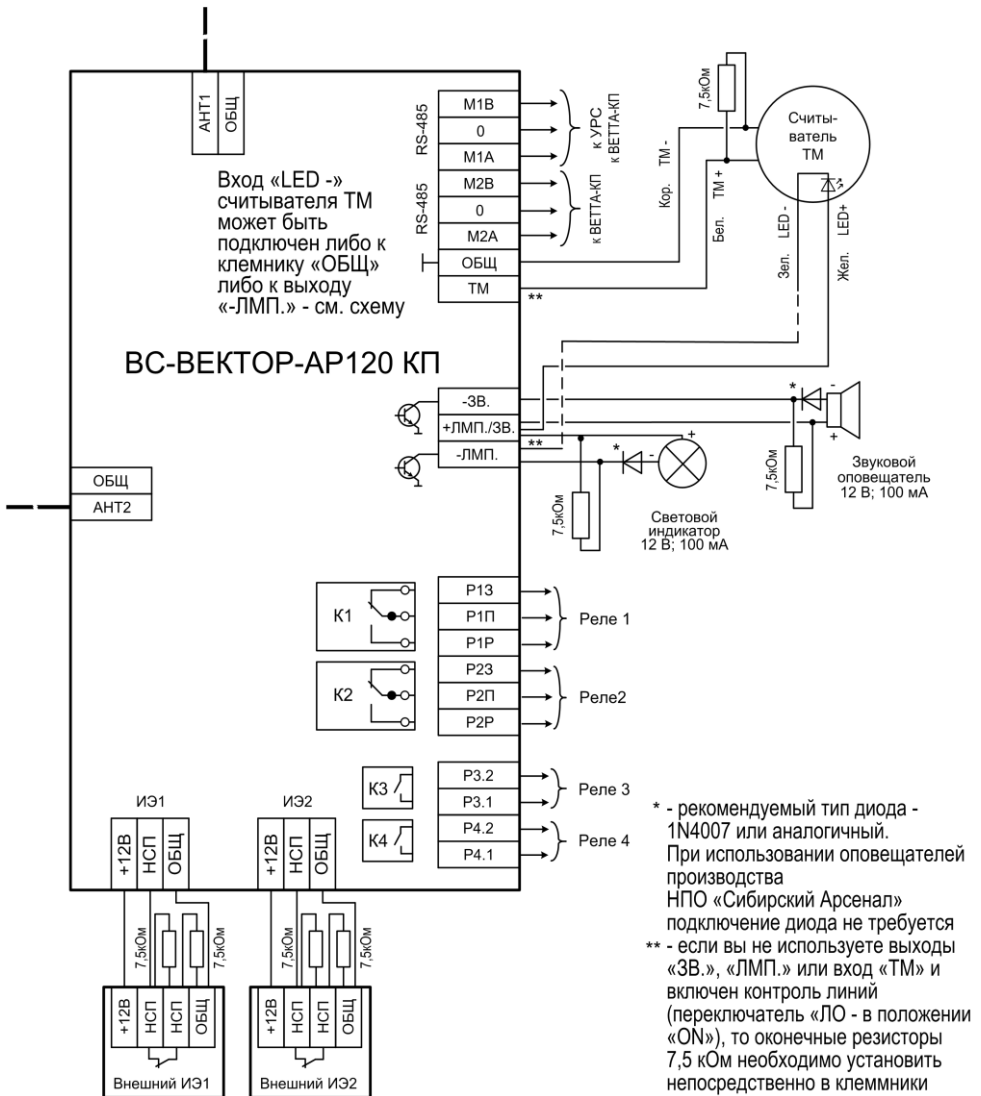 АНТ1
ОБЩ
RS-485
М1В
0
М1А
к УРС
к ВЕТТА-КП
RS-485
М2В
0
М2А
к ВЕТТА-КП
ОБЩ
ТМ
**
7,5кОм
Считы-
ватель
ТМ
Кор. ТМ -
Бел. ТМ +
Зел. LED -
Жел. LED+
Вход «LED -»
считывателя ТМ
может быть
подключен либо к
клемнику «ОБЩ»
либо к выходу
«-ЛМП.» - см. схему
ВС-ВЕКТОР-АР120 КП
-ЗВ.
+ЛМП./ЗВ.
-ЛМП.
**
* -
+
7,5кОм
Звуковой
оповещатель
12 В; 100 мА
+
* -
7,5кОм
Световой
индикатор
12 В; 100 мА
ОБЩ
АНТ2
К1
Р1З
Р1П
Р1Р
Реле 1
К2
Р2З
Р2П
Р2Р
Реле2
К3
Р3.2
Р3.1
Реле 3
К4
Р4.2
Р4.1
Реле 4
ИЭ1
+12В
НСП
ОБЩ
7,5кОм
7,5кОм
+12В
НСП
НСП
ОБЩ
Внешний ИЭ1
ИЭ2
+12В
НСП
ОБЩ
7,5кОм
7,5кОм
+12В
НСП
НСП
ОБЩ
Внешний ИЭ2
* - рекомендуемый тип диода -
1N4007 или аналогичный.
При использовании оповещателей
производства
НПО «Сибирский Арсенал»
подключение диода не требуется
** - если вы не используете выходы
«ЗВ.», «ЛМП.» или вход «ТМ» и
включен контроль линий
(переключатель «ЛО - в положении
«ON»), то оконечные резисторы
7,5 кОм необходимо установить
непосредственно в клеммники